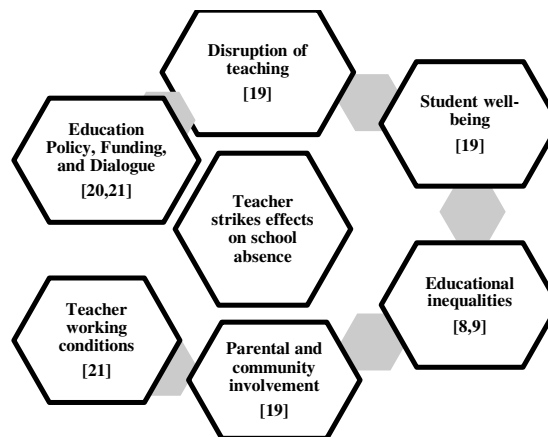 Disruption of
teaching
[19]
Student well-
being
[19]
Education
Policy, Funding,
and Dialogue
[20,21]
Teacher
strikes effects
on school
absence
Educational
inequalities
[8,9]
Teacher
working
conditions
[21]
Parental and
community
involvement
[19]